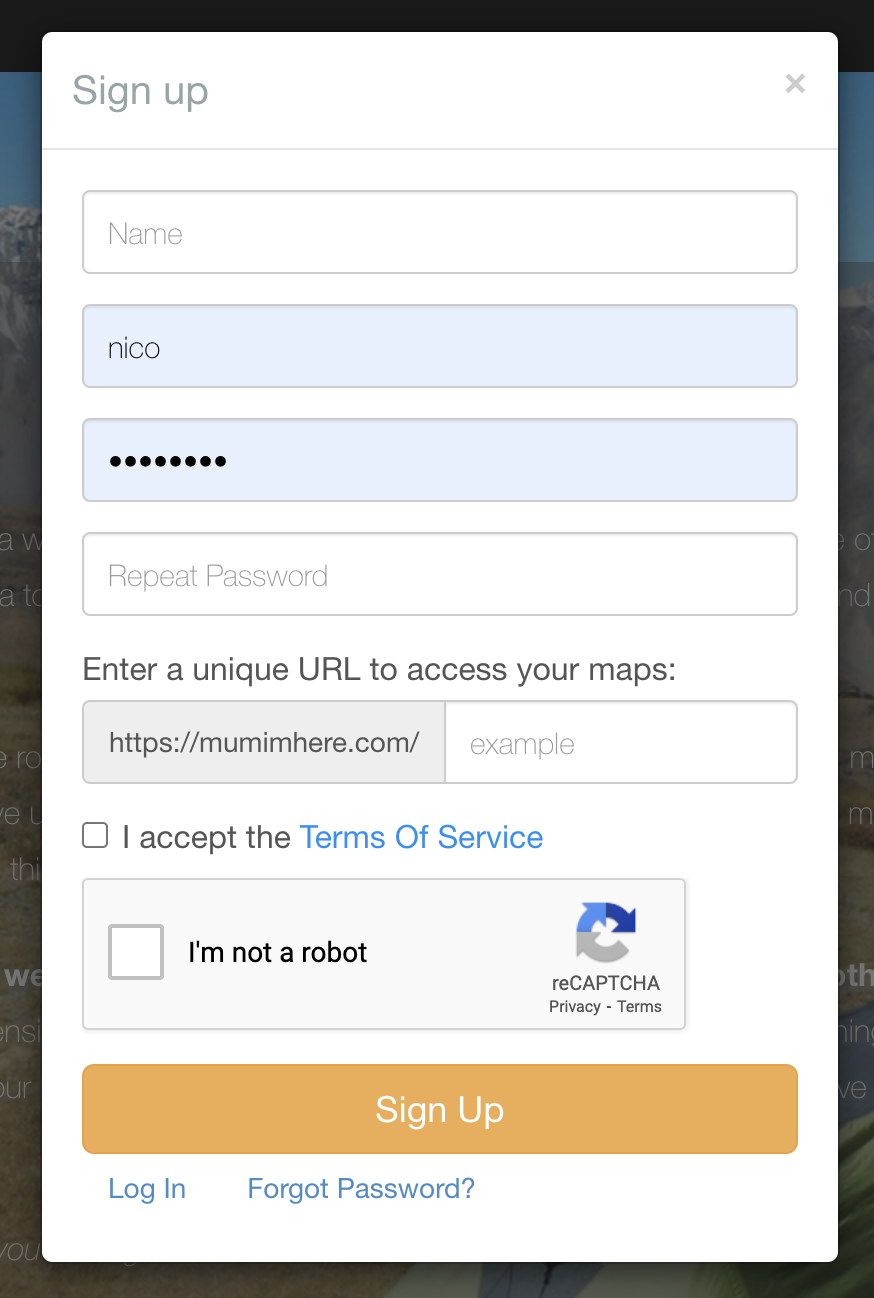 Sign up
×
Name
nico
••••••••
Repeat Password
Enter a unique URL to access your maps:
https://mumimhere.com/ example
I accept the Terms Of Service
I'm not a robot
reCAPTCHA
Privacy - Terms
Sign Up
Log In Forgot Password?